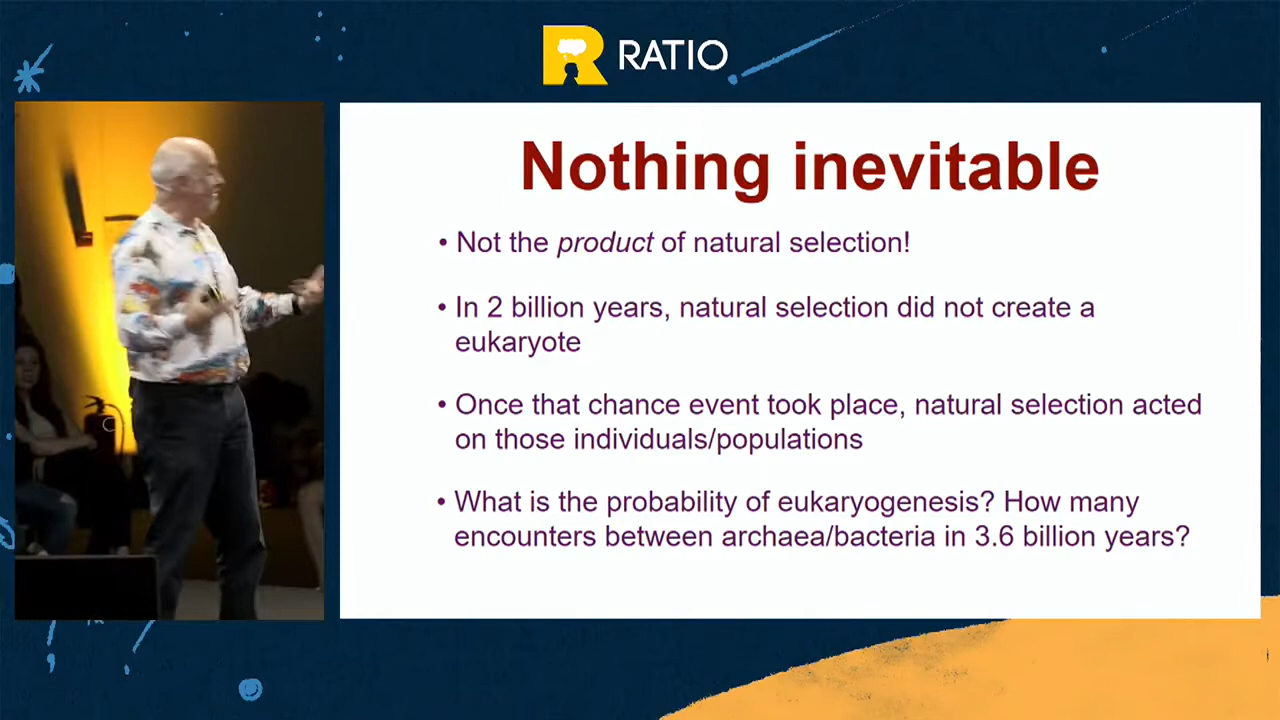 RATIO
Nothing inevitable
• Not the product of natural selection!
• In 2 billion years, natural selection did not create a
eukaryote
• Once that chance event took place, natural selection acted
on those individuals/populations
• What is the probability of eukaryogenesis? How many
encounters between archaea/bacteria in 3.6 billion years?